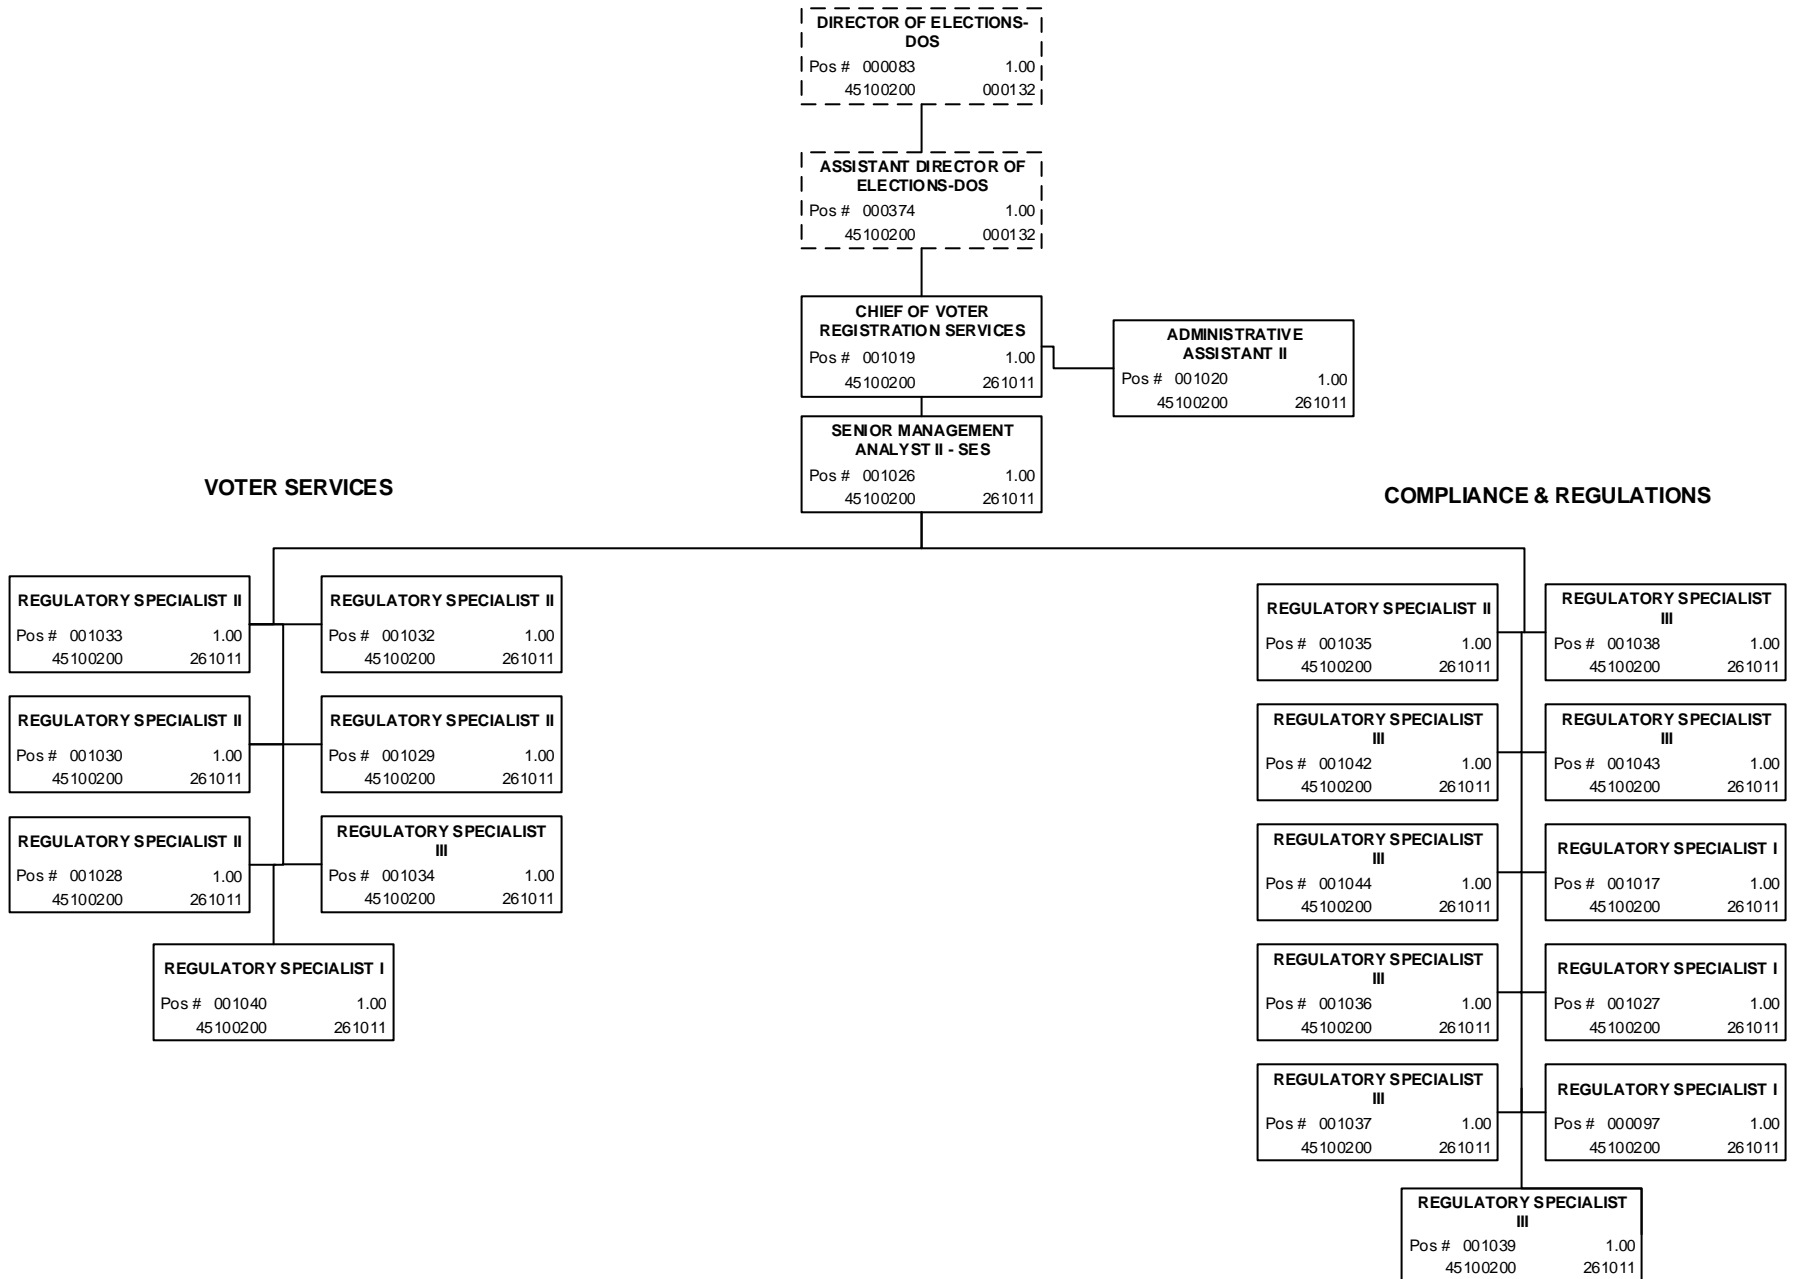 DIRECTOR OF ELECTIONS-
DOS
Pos # 000083 1.00
45100200 000132
ASSISTANT DIRECTOR OF
ELECTIONS-DOS
Pos # 000374 1.00
45100200 000132
CHIEF OF VOTER
REGISTRATION SERVICES
Pos # 001019 1.00
45100200 261011
ADMINISTRATIVE
ASSISTANT II
Pos # 001020 1.00
45100200 261011
SENIOR MANAGEMENT
ANALYST II - SES
Pos # 001026 1.00
45100200 261011
VOTER SERVICES
REGULATORY SPECIALIST II
Pos # 001033 1.00
45100200 261011
REGULATORY SPECIALIST II
Pos # 001032 1.00
45100200 261011
REGULATORY SPECIALIST II
Pos # 001030 1.00
45100200 261011
REGULATORY SPECIALIST II
Pos # 001029 1.00
45100200 261011
REGULATORY SPECIALIST II
Pos # 001028 1.00
45100200 261011
REGULATORY SPECIALIST
III
Pos # 001034 1.00
45100200 261011
REGULATORY SPECIALIST I
Pos # 001040 1.00
45100200 261011
COMPLIANCE & REGULATIONS
REGULATORY SPECIALIST II
Pos # 001035 1.00
45100200 261011
REGULATORY SPECIALIST
III
Pos # 001038 1.00
45100200 261011
REGULATORY SPECIALIST
III
Pos # 001042 1.00
45100200 261011
REGULATORY SPECIALIST
III
Pos # 001043 1.00
45100200 261011
REGULATORY SPECIALIST
III
Pos # 001044 1.00
45100200 261011
REGULATORY SPECIALIST I
Pos # 001017 1.00
45100200 261011
REGULATORY SPECIALIST
III
Pos # 001036 1.00
45100200 261011
REGULATORY SPECIALIST I
Pos # 001027 1.00
45100200 261011
REGULATORY SPECIALIST
III
Pos # 001037 1.00
45100200 261011
REGULATORY SPECIALIST I
Pos # 000097 1.00
45100200 261011
REGULATORY SPECIALIST
III
Pos # 001039 1.00
45100200 261011